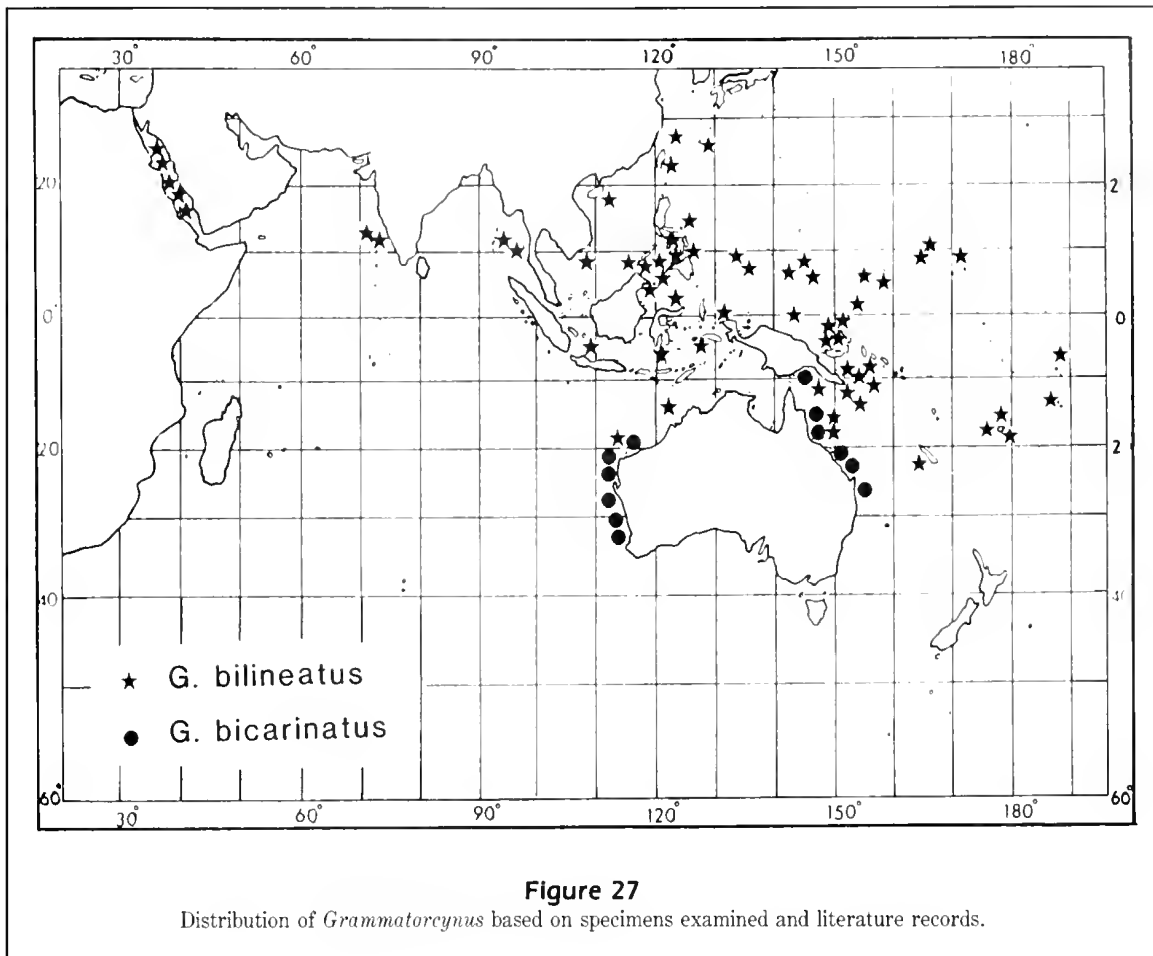 30° 60° 90° 120° 150° 180°
20 2
0° 0
20 2
40 40
60° 60°
30° 60° 90° 120° 150° 180°
★ G. bilineatus
● G. bicarinatus
Figure 27
Distribution of Grammatorcynus based on specimens examined and literature records.